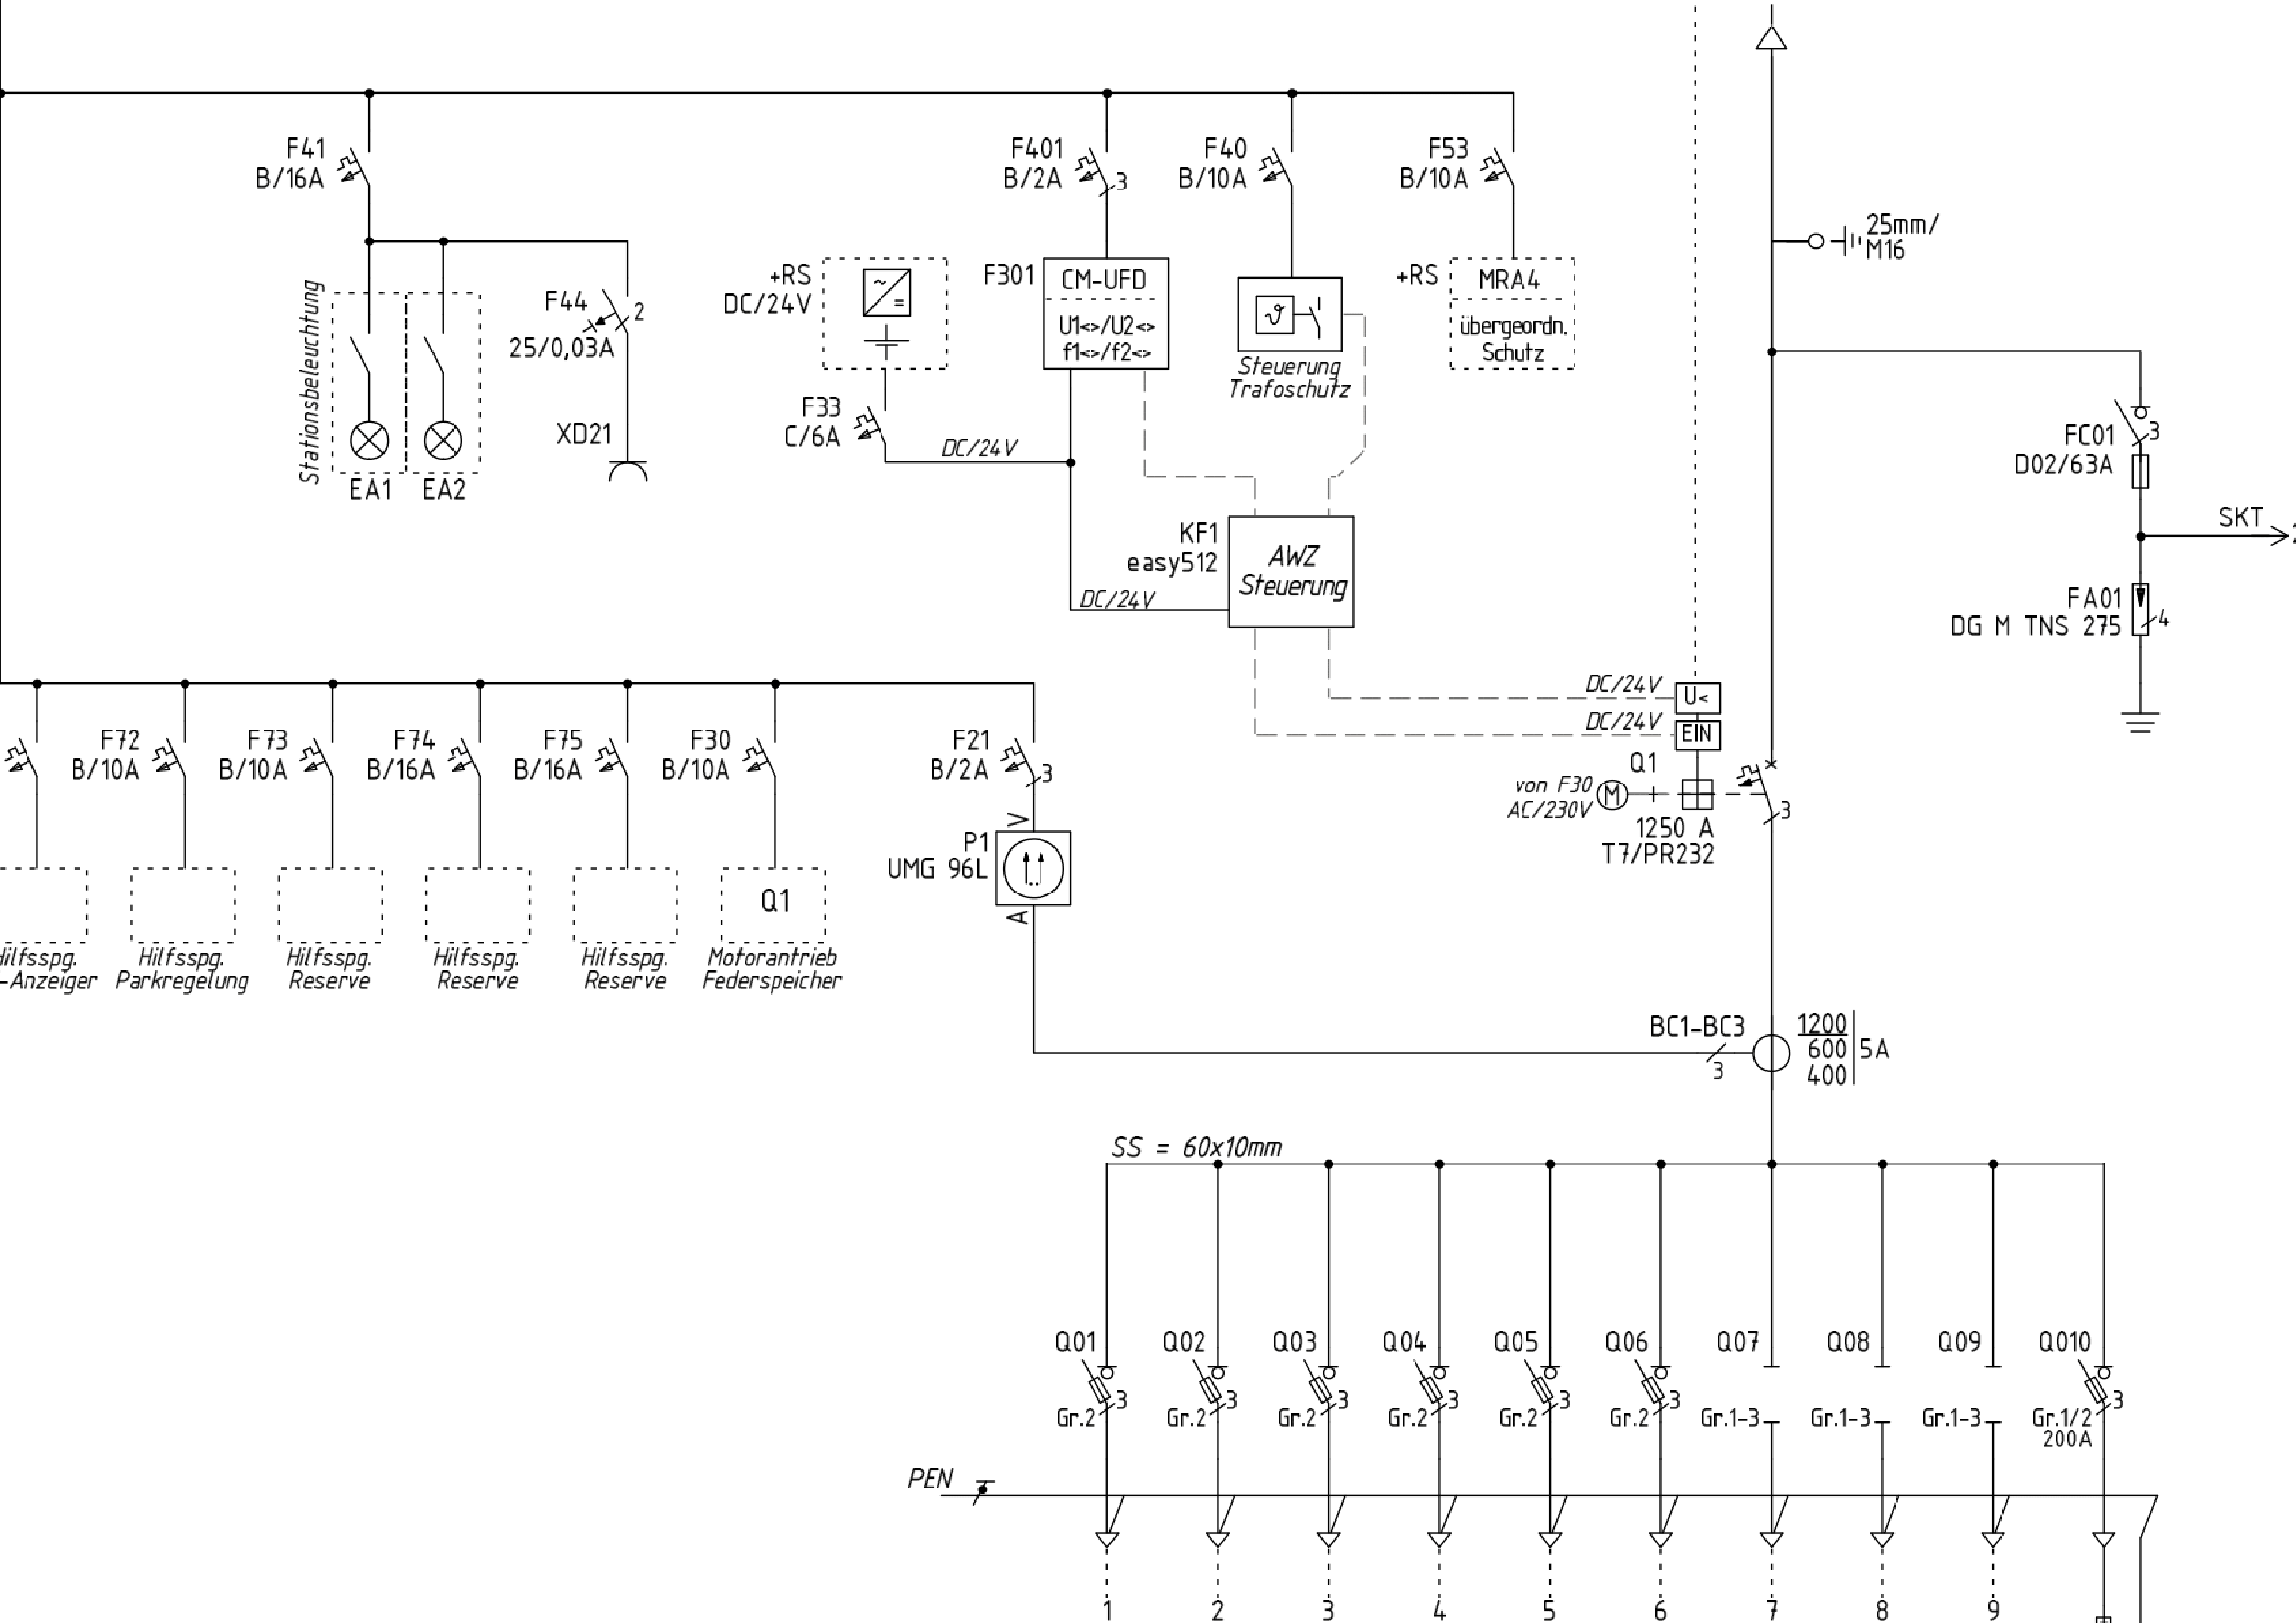 F41
B/16A
F401
B/2A
3
F40
B/10A
F53
B/10A
25mm/
M16
Stationsbeleuchtung
EA1
EA2
F44
25/0,03A
2
XD21
+RS
DC/24V
~
=
F33
C/6A
DC/24V
F301
CM-UFD
U1<>/U2<>
f1<>/f2<>
ϑ
Steuerung
Trafoschutz
+RS
MRA4
übergeordn.
Schutz
FC01
D02/63A
3
SKT
KF1
easy512
AWZ
Steuerung
DC/24V
FA01
DG M TNS 275
4
DC/24V
U<
DC/24V
EIN
Q1
von F30
AC/230V
M
3
1250 A
T7/PR232
F72
B/10A
F73
B/10A
F74
B/16A
F75
B/16A
F30
B/10A
F21
B/2A
3
V
P1
UMG 96L
A
Q1
Hilfsspg.
-Anzeiger
Hilfsspg.
Parkregelung
Hilfsspg.
Reserve
Hilfsspg.
Reserve
Hilfsspg.
Reserve
Motorantrieb
Federspeicher
BC1-BC3
3
1200
600
400
5A
SS = 60x10mm
Q01
Q02
Q03
Q04
Q05
Q06
Q07
Q08
Q09
Q010
3
3
3
3
3
3
3
Gr.2
Gr.2
Gr.2
Gr.2
Gr.2
Gr.2
Gr.1-3
Gr.1-3
Gr.1-3
Gr.1/2
200A
PEN
1
2
3
4
5
6
7
8
9